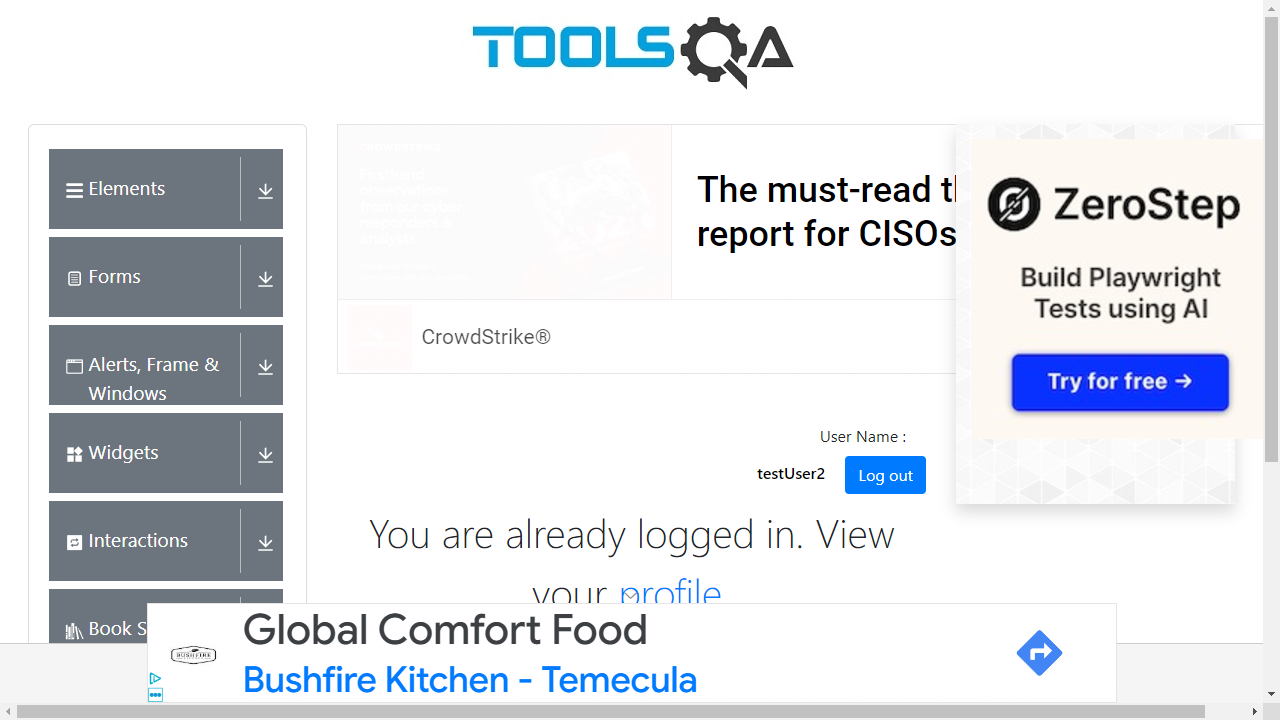 TOOLSQA
Elements
Forms
Alerts, Frame &
Windows
Widgets
Interactions
Book S
The must-read t
report for CISOs
CrowdStrike®
ZeroStep
Build Playwright
Tests using AI
Try for free →
User Name :
testUser2
Log out
You are already logged in. View
your profile
BUSHFIRE
Global Comfort Food
Bushfire Kitchen - Temecula